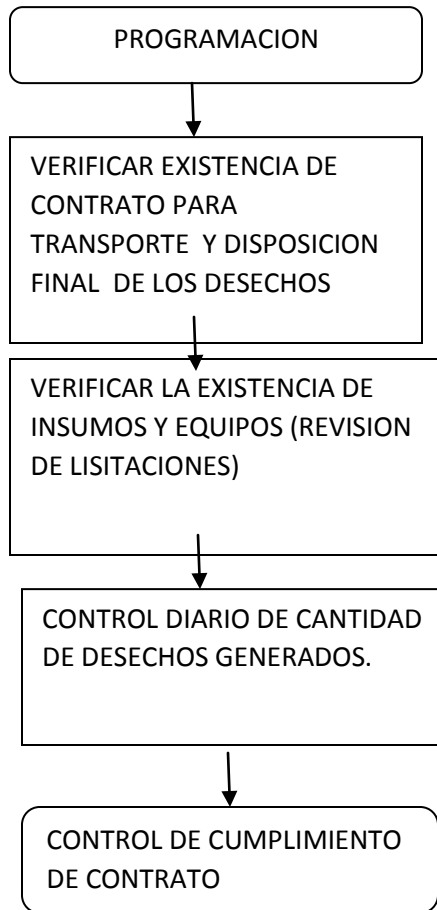 PROGRAMACION
VERIFICAR EXISTENCIA DE
CONTRATO PARA
TRANSPORTE Y DISPOSICION
FINAL DE LOS DESECHOS
VERIFICAR LA EXISTENCIA DE
INSUMOS Y EQUIPOS (REVISION
DE LISITACIONES)
CONTROL DIARIO DE CANTIDAD
DE DESECHOS GENERADOS.
CONTROL DE CUMPLIMIENTO
DE CONTRATO